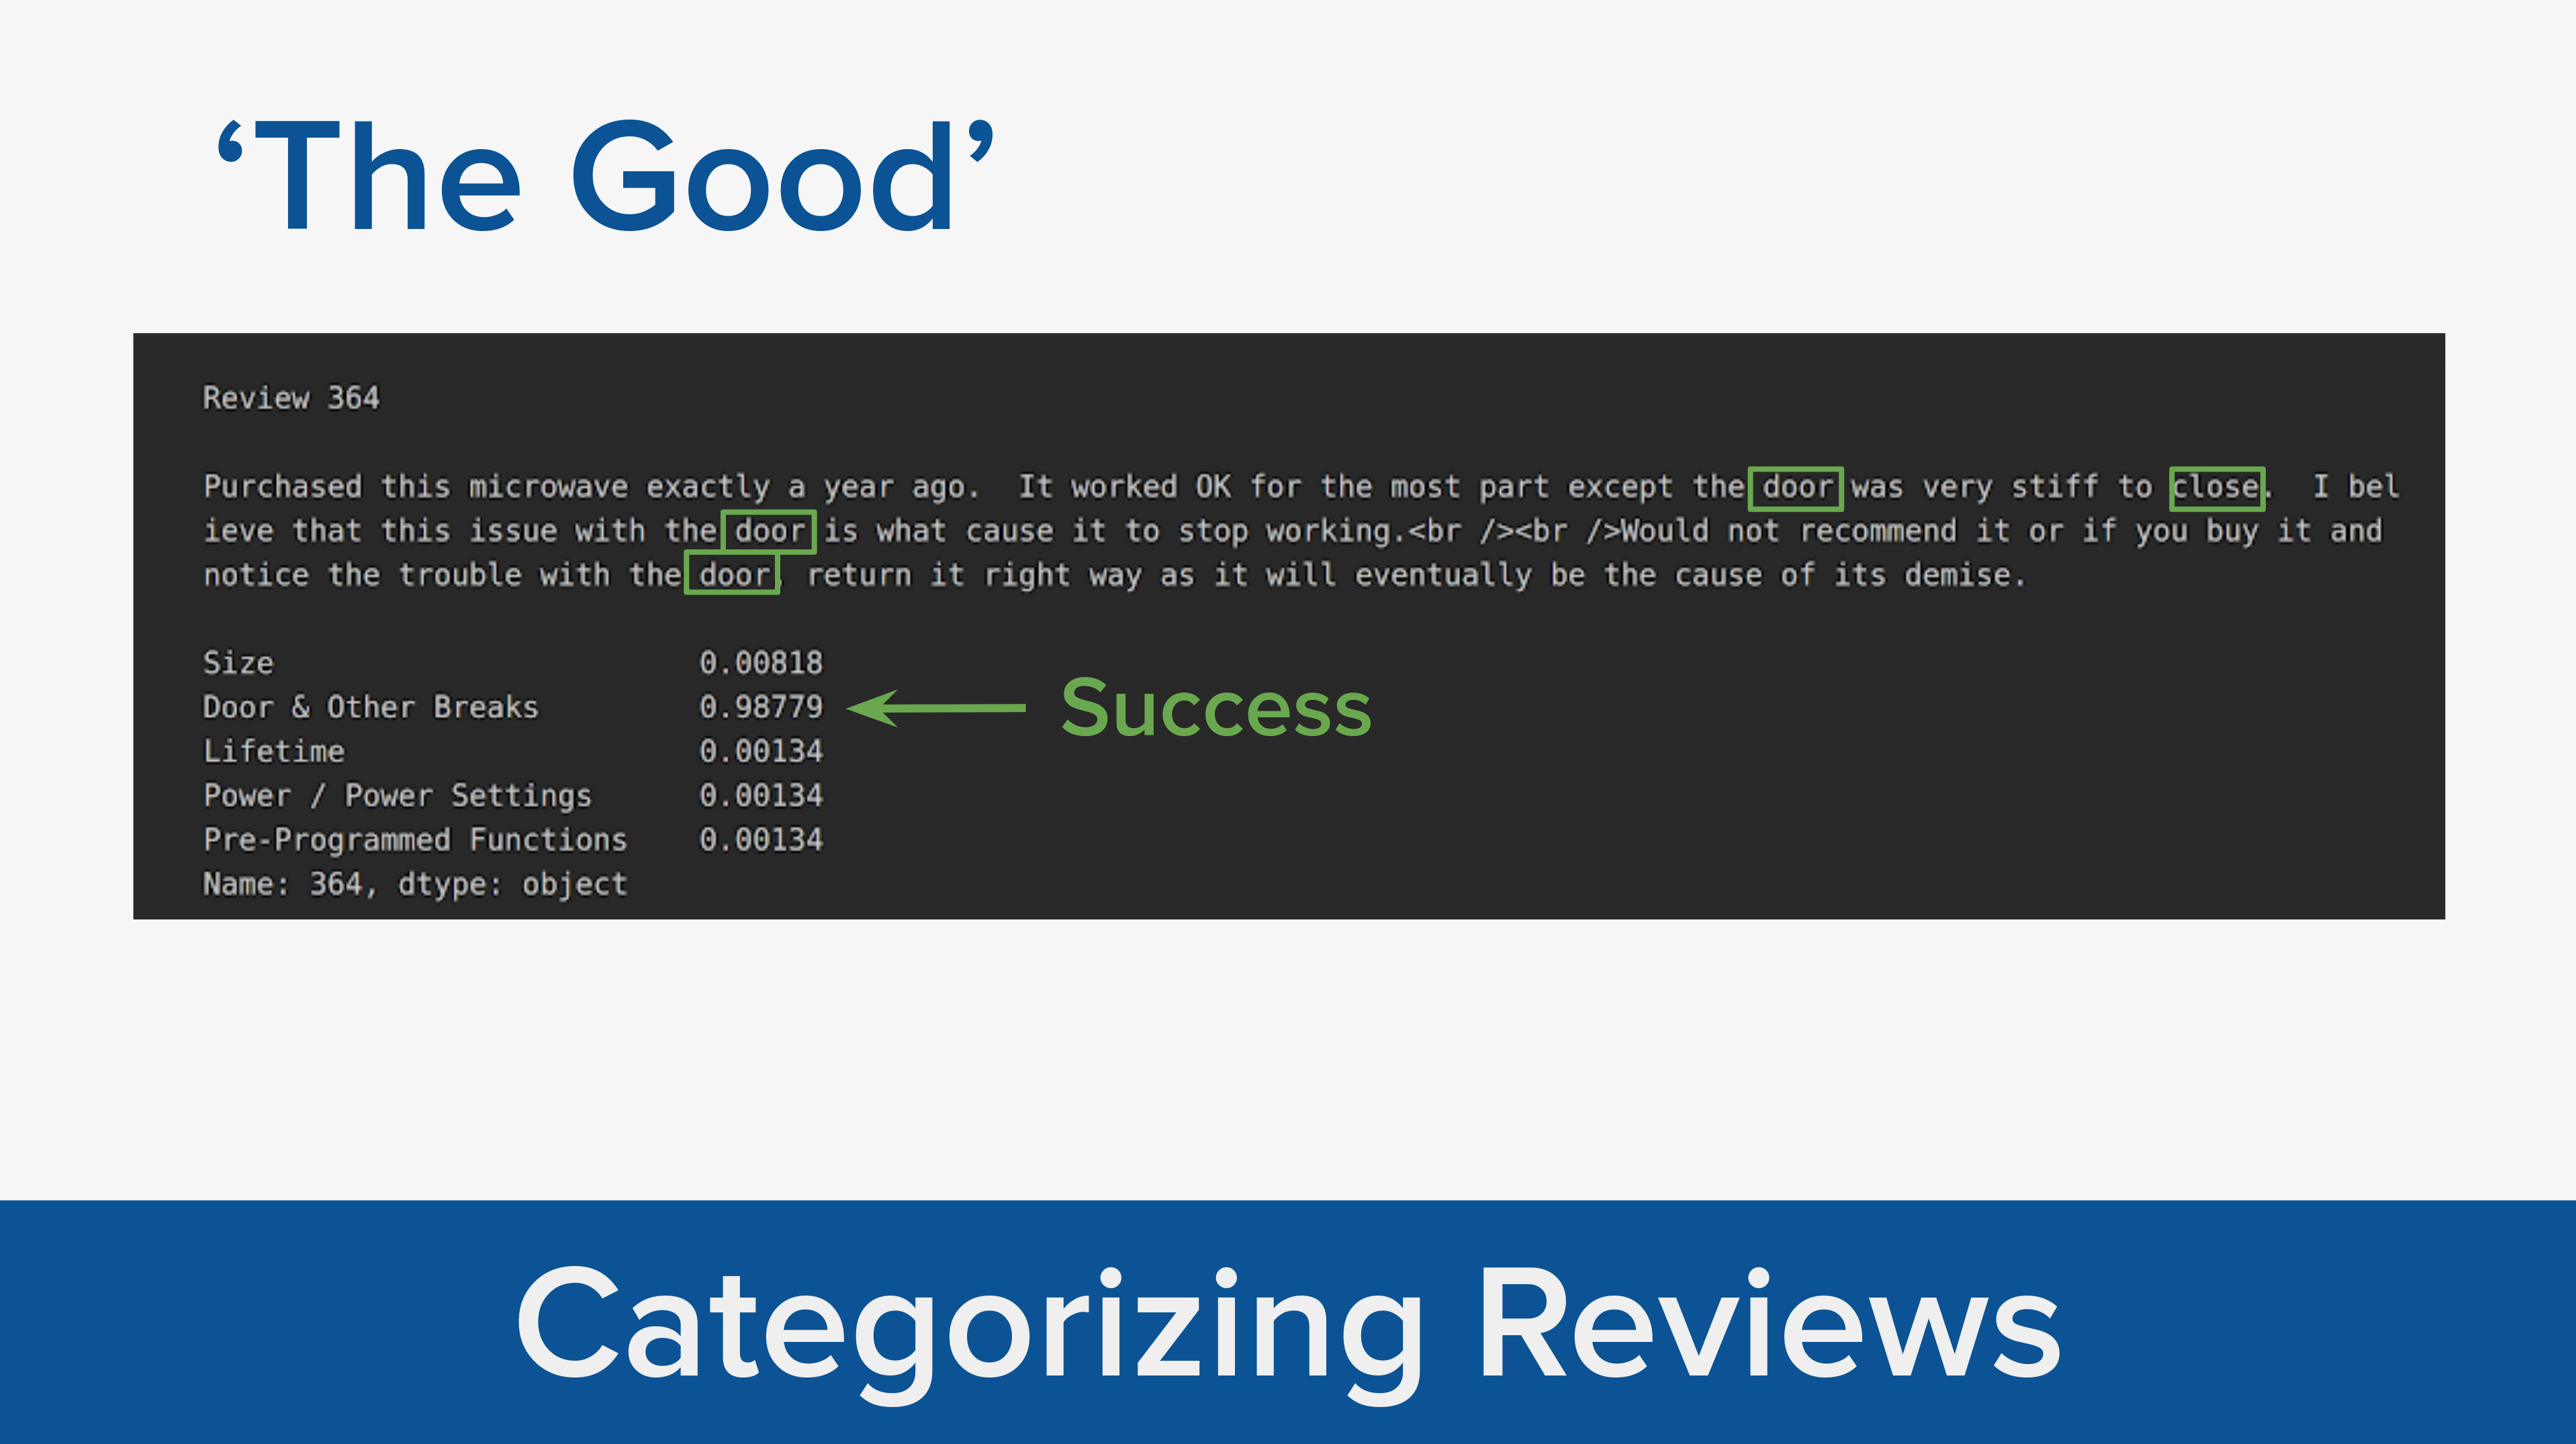 ‘The Good’
Review 364
Purchased this microwave exactly a year ago.  It worked OK for the most part except the door was very stiff to close.  I bel
ieve that this issue with the door is what cause it to stop working.<br /><br />Would not recommend it or if you buy it and
notice the trouble with the door, return it right way as it will eventually be the cause of its demise.
Size 0.00818
Door & Other Breaks 0.98779 Success
Lifetime 0.00134
Power / Power Settings 0.00134
Pre-Programmed Functions 0.00134
Name: 364, dtype: object
Categorizing Reviews